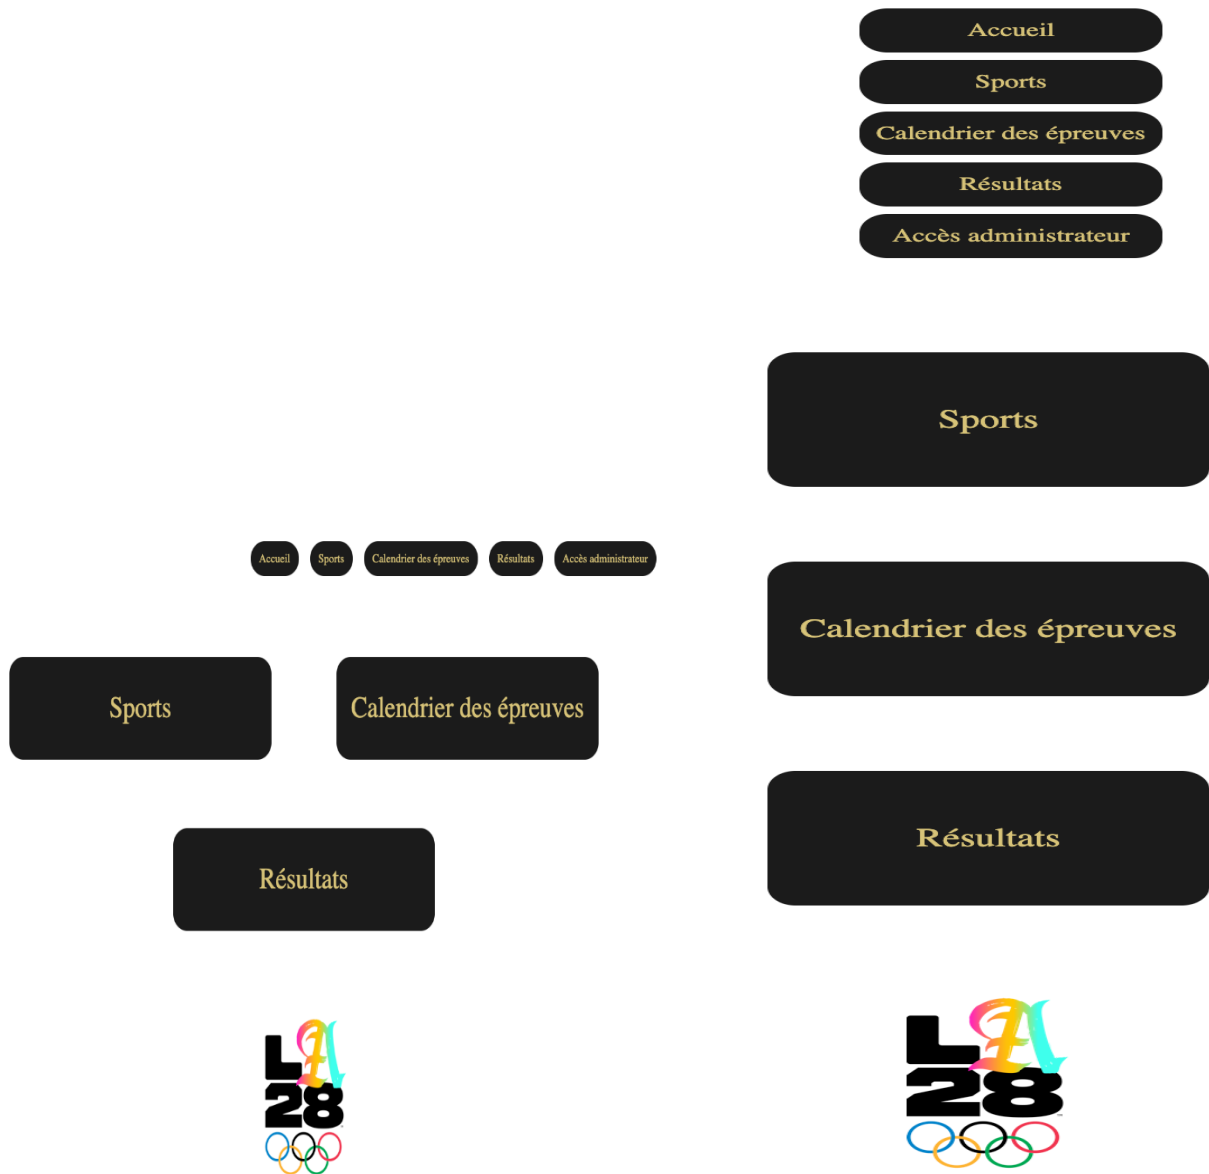 Accueil
Sports
Calendrier des épreuves
Résultats
Accès administrateur
Sports
Calendrier des épreuves
Résultats
LA
28
Accueil
Sports
Calendrier des épreuves
Résultats
Accès administrateur
Sports
Calendrier des épreuves
Résultats
LA
28